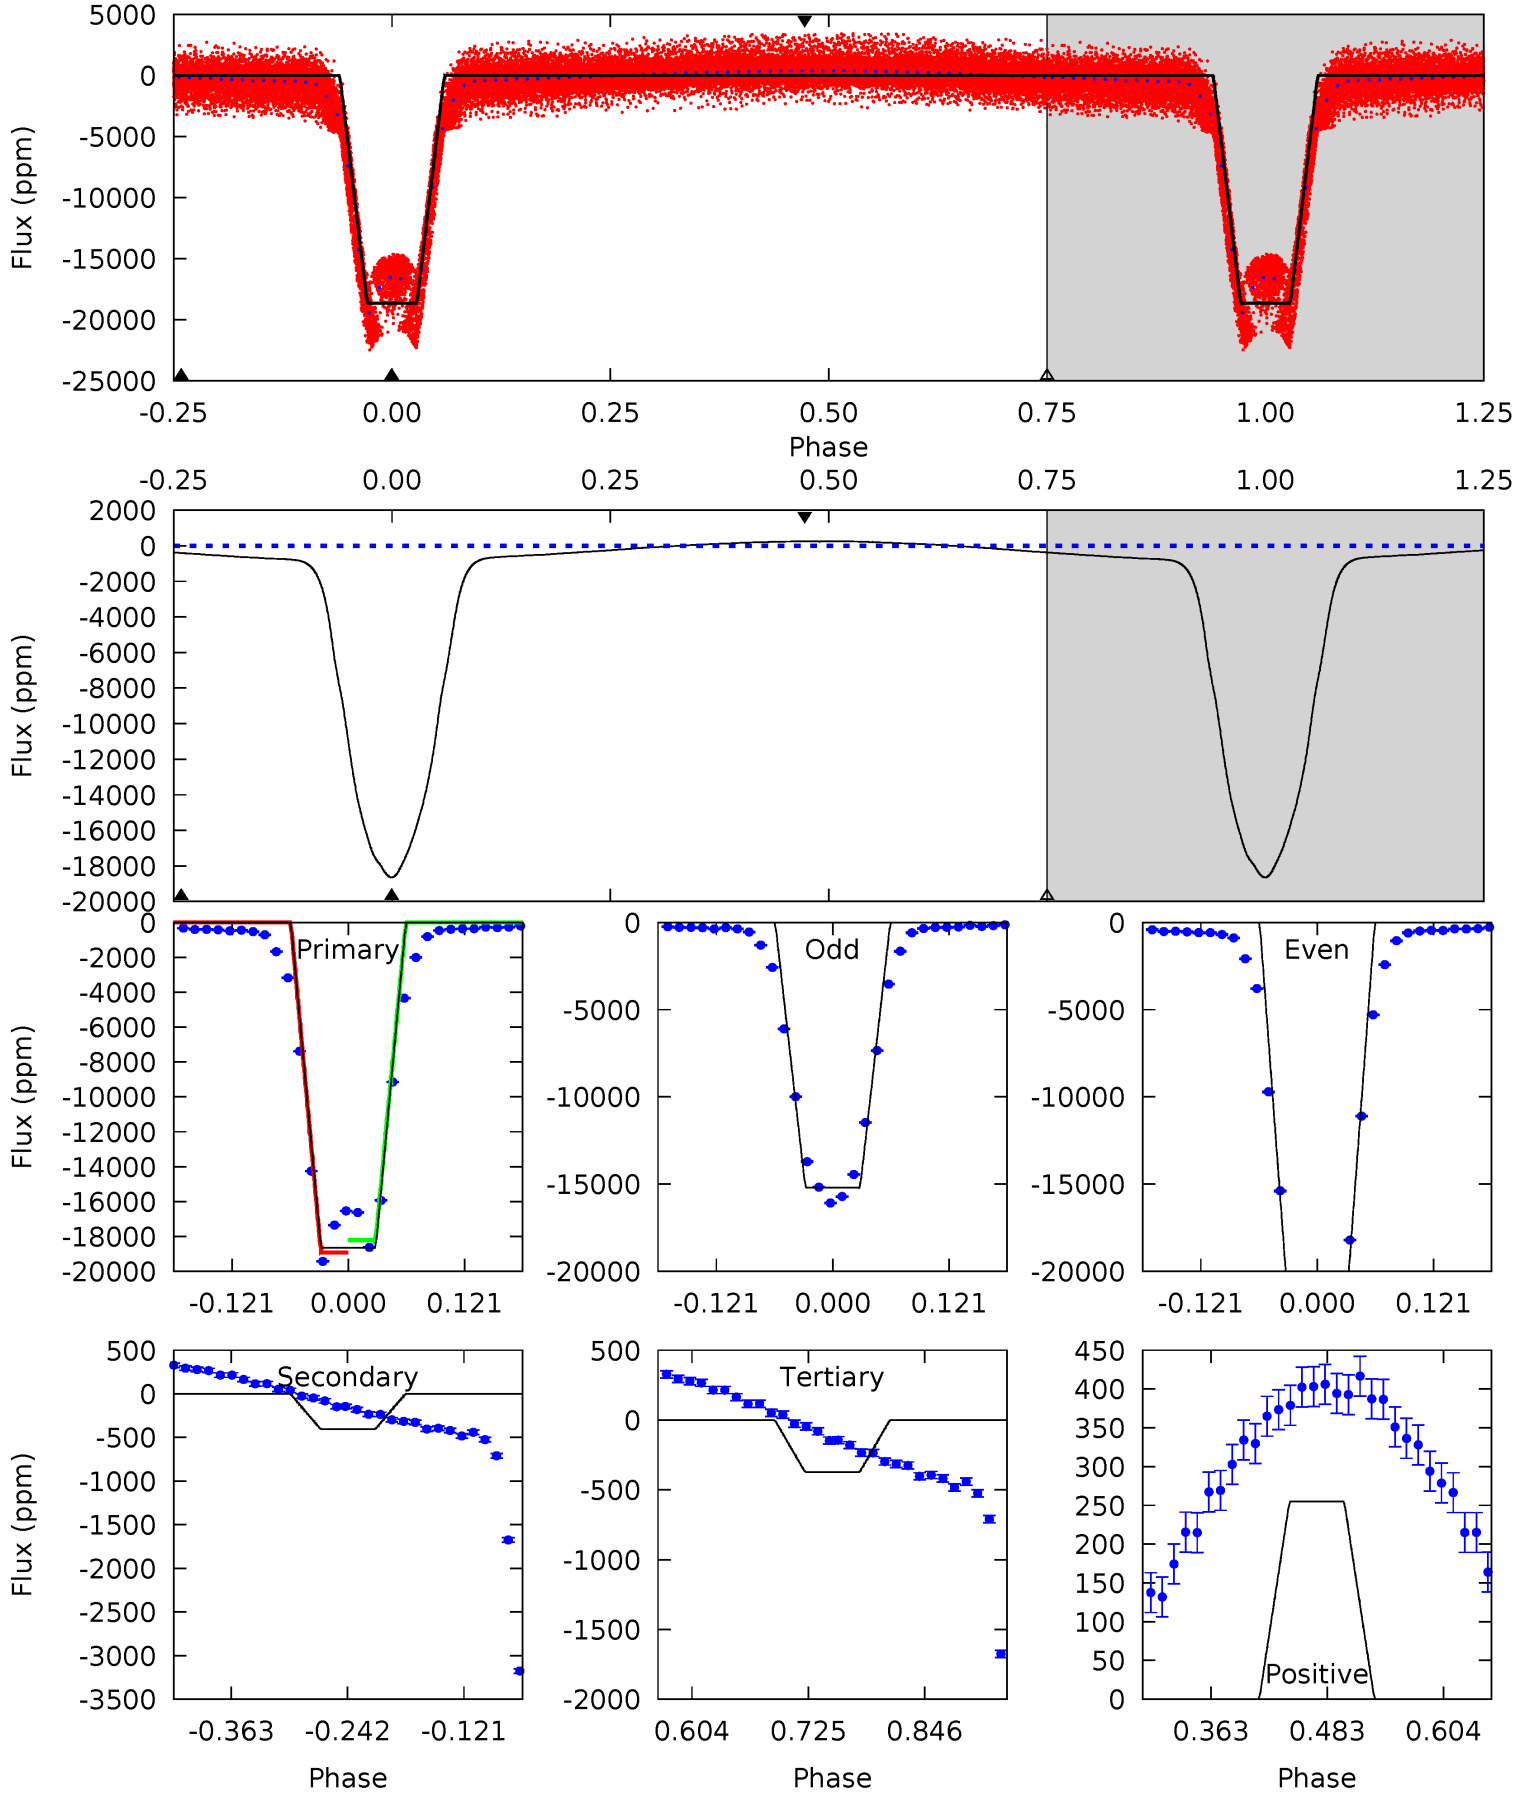 5000
0
-5000
-10000
-15000
-20000
-25000
Flux (ppm)
-0.25 0.00 0.25 0.50 0.75 1.00 1.25
Phase
-0.25 0.00 0.25 0.50 0.75 1.00 1.25
2000
0
-2000
-4000
-6000
-8000
-10000
-12000
-14000
-16000
-18000
-20000
Flux (ppm)
0
-2000
-4000
-6000
-8000
-10000
-12000
-14000
-16000
-18000
-20000
Flux (ppm)
Primary
-0.121 0.000 0.121
0
-5000
-10000
-15000
-20000
Odd
-0.121 0.000 0.121
0
-5000
-10000
-15000
-20000
Even
-0.121 0.000 0.121
500
0
-500
-1000
-1500
-2000
-2500
-3000
-3500
Flux (ppm)
Secondary
-0.363 -0.242 -0.121
Phase
500
0
-500
-1000
-1500
-2000
Tertiary
0.604 0.725 0.846
Phase
450
400
350
300
250
200
150
100
50
0
Positive
0.363 0.483 0.604
Phase